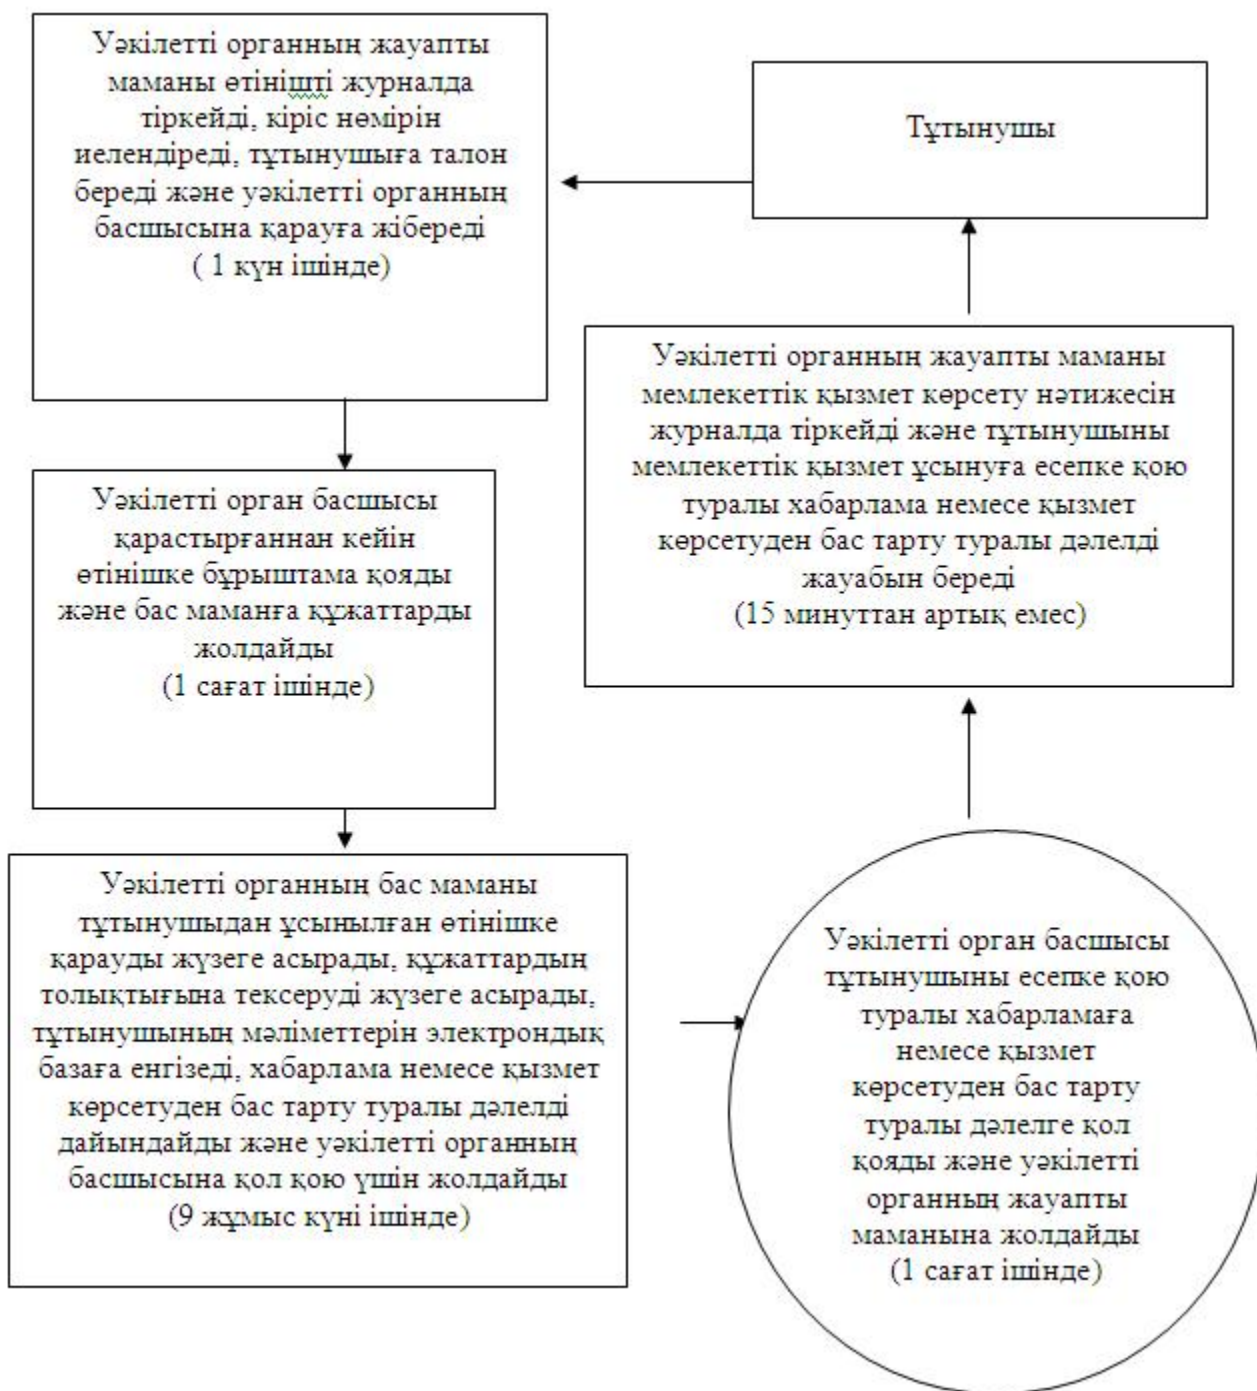 Уәкілетті органның жауапты
маманы өтінішті журналда
тіркейді, кіріс нөмірін
иелендіреді, тұтынушыға талон
береді және уәкілетті органның
басшысына қарауға жібереді
( 1 күн ішінде)
Тұтынушы
Уәкілетті органның жауапты маманы
мемлекеттік қызмет көрсету нәтижесін
журналда тіркейді және тұтынушыны
мемлекеттік қызмет ұсынуға есепке қою
туралы хабарлама немесе қызмет
көрсетуден бас тарту туралы дәлелді
жауабын береді
(15 минуттан артық емес)
Уәкілетті орган басшысы
қарастырғаннан кейін
өтінішке бұрыштама қояды
және бас маманға құжаттарды
жолдайды
(1 сағат ішінде)
Уәкілетті органның бас маманы
тұтынушыдан ұсынылған өтінішке
қарауды жүзеге асырады, құжаттардың
толықтығына тексеруді жүзеге асырады,
тұтынушының мәліметтерін электрондық
базаға енгізеді, хабарлама немесе қызмет
көрсетуден бас тарту туралы дәлелді
дайындайды және уәкілетті органның
басшысына қол қою үшін жолдайды
(9 жұмыс күні ішінде)
Уәкілетті орган басшысы
тұтынушыны есепке қою
туралы хабарламаға
немесе қызмет
көрсетуден бас тарту
туралы дәлелге қол
қояды және уәкілетті
органның жауапты
маманына жолдайды
(1 сағат ішінде)